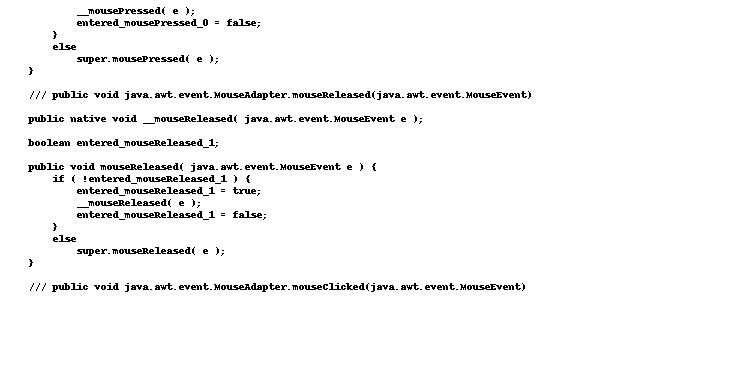 __mousePressed( e );
        entered_mousePressed_0 = false;
    }
    else
        super.mousePressed( e );
}

/// public void java.awt.event.MouseAdapter.mouseReleased(java.awt.event.MouseEvent)

public native void __mouseReleased( java.awt.event.MouseEvent e );

boolean entered_mouseReleased_1;

public void mouseReleased( java.awt.event.MouseEvent e ) {
    if ( !entered_mouseReleased_1 ) {
        entered_mouseReleased_1 = true;
        __mouseReleased( e );
        entered_mouseReleased_1 = false;
    }
    else
        super.mouseReleased( e );
}

/// public void java.awt.event.MouseAdapter.mouseClicked(java.awt.event.MouseEvent)